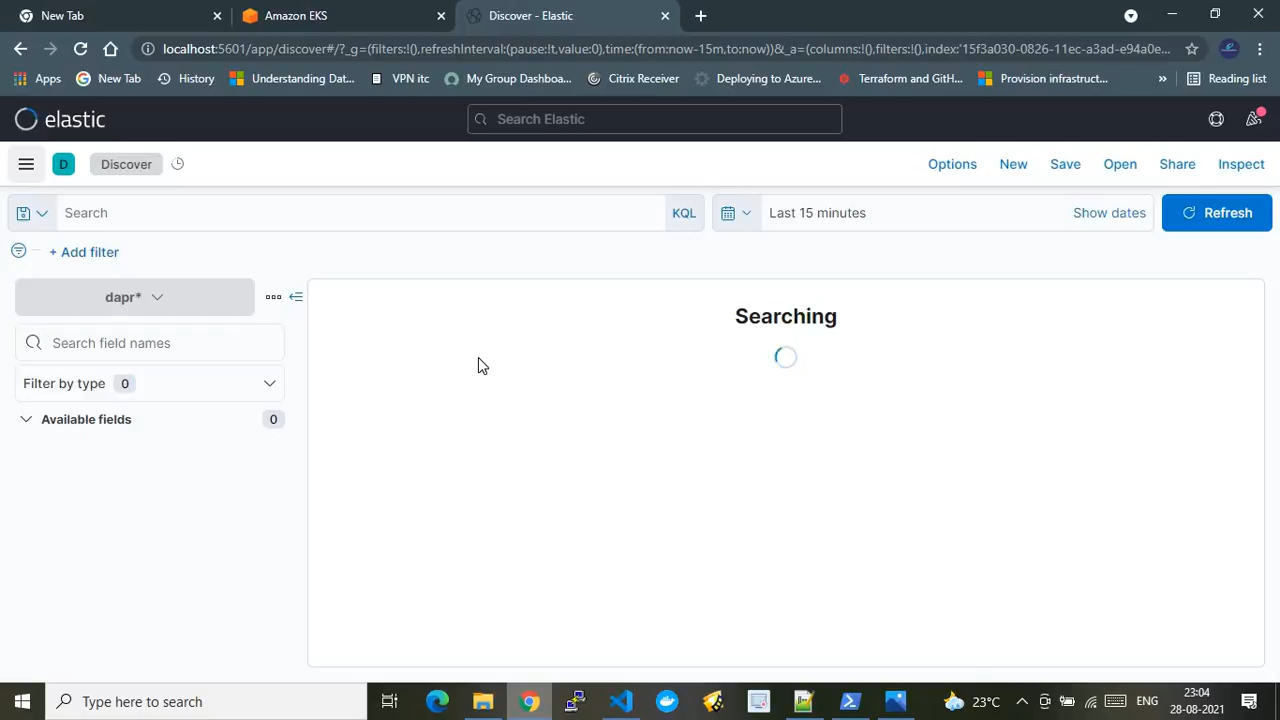 New Tab
Amazon EKS
Discover - Elastic
localhost:5601/app/discover#/?_g=(filters:!(),refreshInterval:(pause:!t,value:0),time:(from:now-15m,to:now))&_a=(columns:!(),filters:!(),index:'15f3a030-0826-11ec-a3ad-e94a0e...
Apps
New Tab
History
Understanding Dat...
VPN itc
My Group Dashboa...
Citrix Receiver
Deploying to Azure...
Terraform and GitH...
Provision infrastruct...
»
Reading list
elastic
Search Elastic
D
Discover
Options
New
Save
Open
Share
Inspect
Search
KQL
Last 15 minutes
Show dates
Refresh
+ Add filter
dapr*
Searching
Search field names
Filter by type 0
Available fields 0
Type here to search
23°C
ENG
23:04
28-08-2021